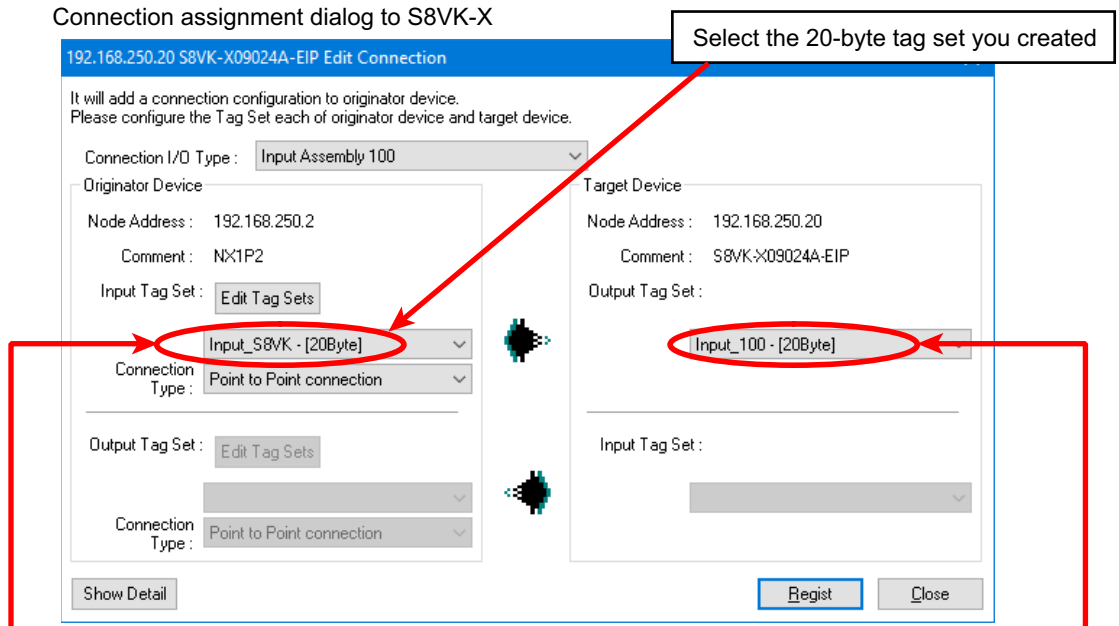 Connection assignment dialog to S8VK-X
Select the 20-byte tag set you created
192.168.250.20 S8VK-X09024A-EIP Edit Connection
It will add a connection configuration to originator device.
Please configure the Tag Set each of originator device and target device.
Connection I/O Type : Input Assembly 100
Originator Device
Node Address : 192.168.250.2
Comment : NX1P2
Input Tag Set : Edit Tag Sets
Input_S8VK - [20Byte]
Connection Type : Point to Point connection
Output Tag Set : Edit Tag Sets
Connection Type : Point to Point connection
Target Device
Node Address : 192.168.250.20
Comment : S8VK-X09024A-EIP
Output Tag Set :
Input_100 - [20Byte]
Input Tag Set :
Show Detail
Regist
Close